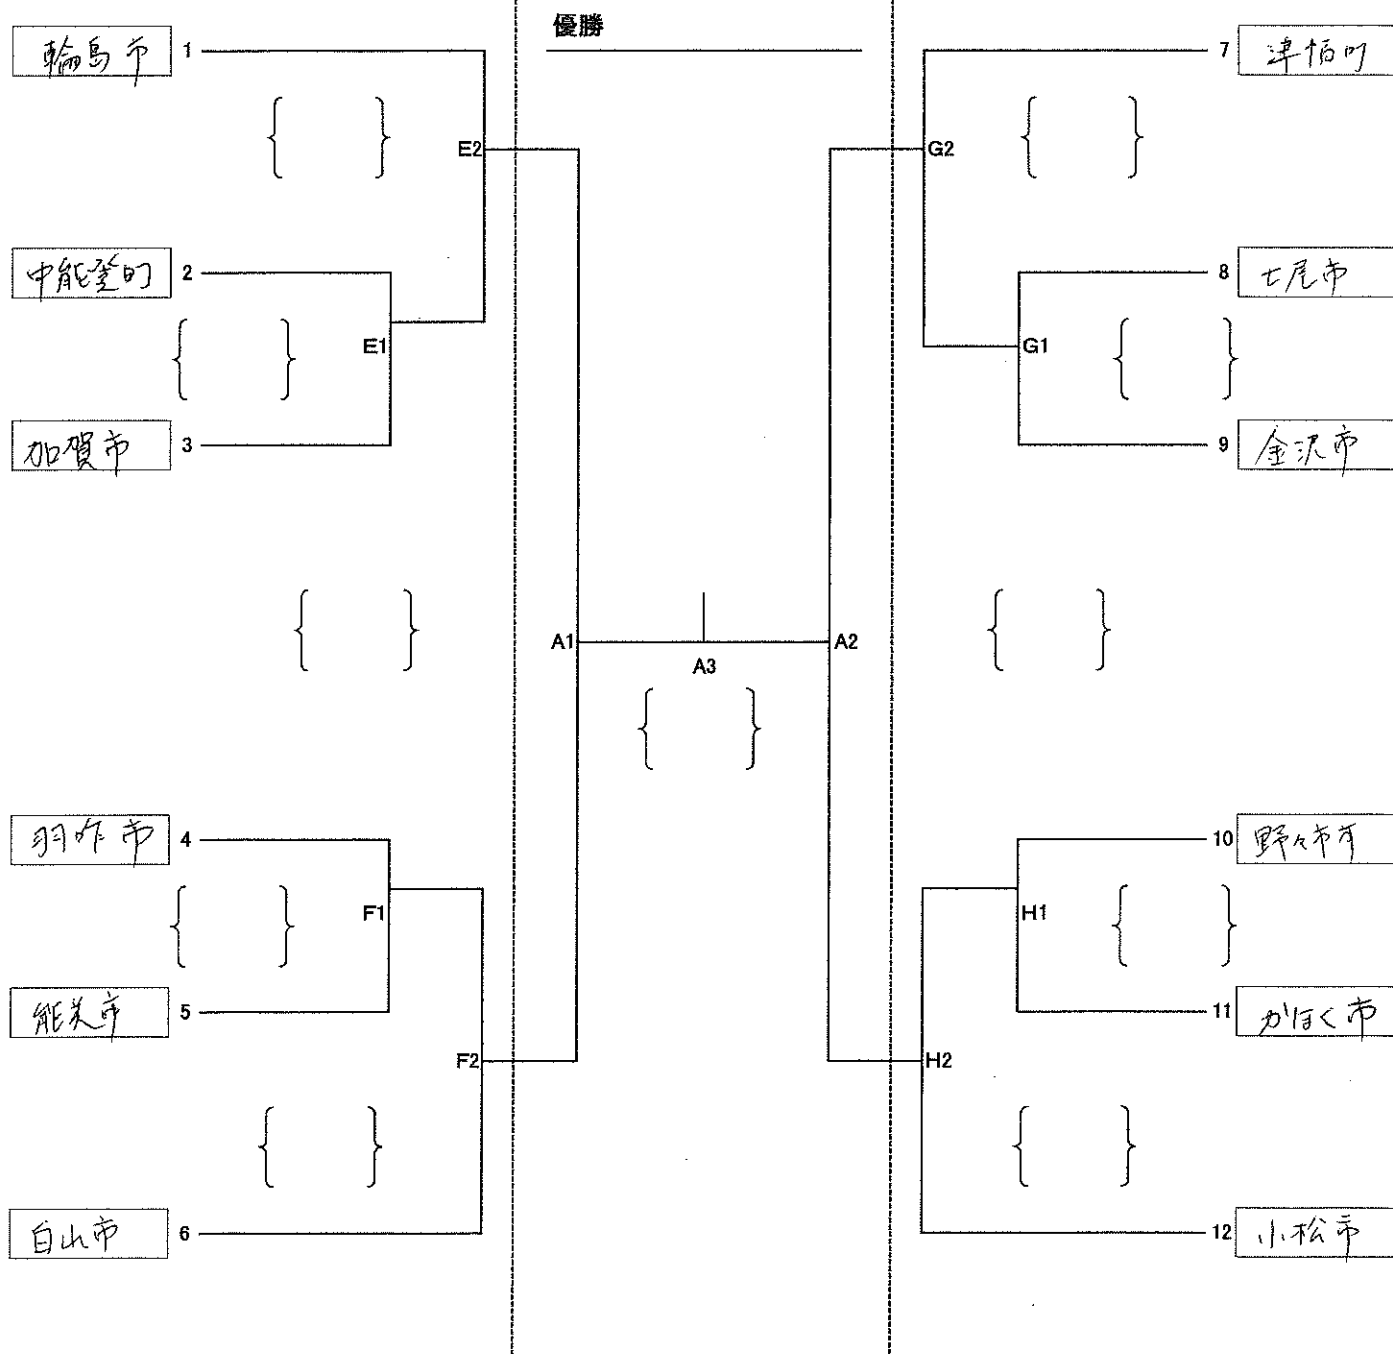 優勝
輪島市 1
E2
中能登町 2
E1
加賀市 3
A1
羽咋市 4
F1
能美市 5
F2
白山市 6
A3
7 津幡町
G2
8 七尾市
G1
9 金沢市
A2
10 野々市市
H1
11 かほく市
H2
12 小松市